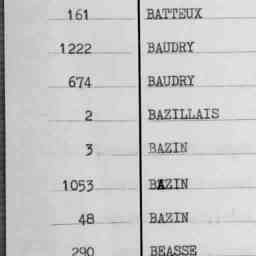 161 BATTEUX
1222 BAUDRY
674 BAUDRY
2 BAZILLAIS
3 BAZIN
1053 BAZIN
48 BAZIN
290 BEASSE